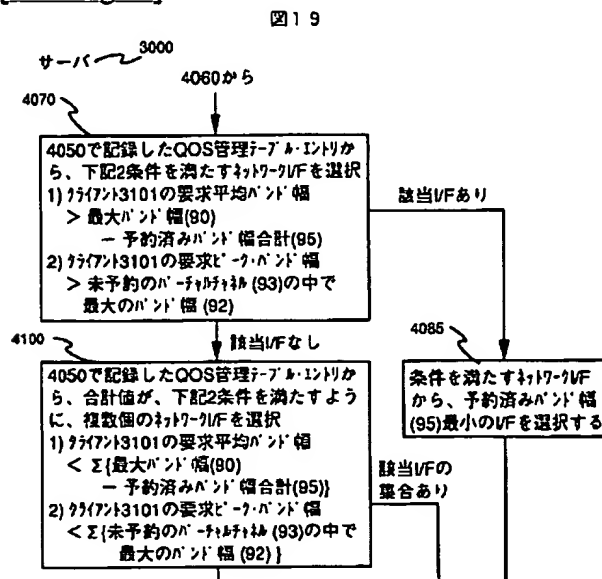 図19
サーバ 3000
4060から
4070
4050で記録したQOS管理テーブル・エントリか
ら、下記2条件を満たすネットワークI/Fを選択
1) クライアント3101の要求平均バンド幅
> 最大バンド幅(90)
ー 予約済みバンド幅合計(95)
2) クライアント3101の要求ピーク・バンド幅
> 未予約のバーチャルチャネル(93)の中で
最大のバンド幅(92)
該当I/Fあり
該当I/Fなし
4100
4050で記録したQOS管理テーブル・エントリか
ら、合計値が、下記2条件を満たすよう
に、複数個のネットワークI/Fを選択
1) クライアント3101の要求平均バンド幅
< Σ{最大バンド幅(90)
ー 予約済みバンド幅合計(95)}
2) クライアント3101の要求ピーク・バンド幅
< Σ{未予約のバーチャルチャネル(93)の中で
最大のバンド幅(92) }
4085
条件を満たすネットワークI/F
から、予約済みバンド幅
(95)最小のI/Fを選択する
該当I/Fの
集合あり